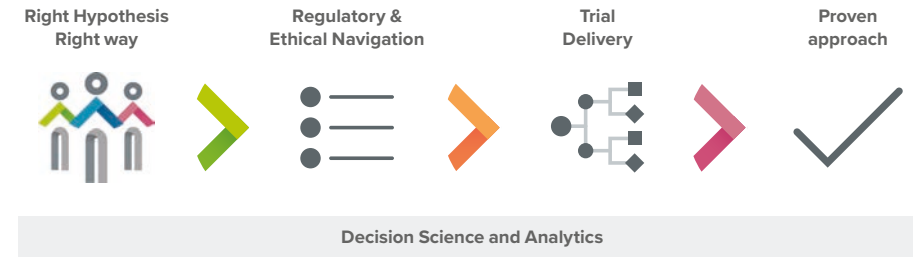 Right Hypothesis
Right way
Regulatory &
Ethical Navigation
Trial
Delivery
Proven
approach
Decision Science and Analytics